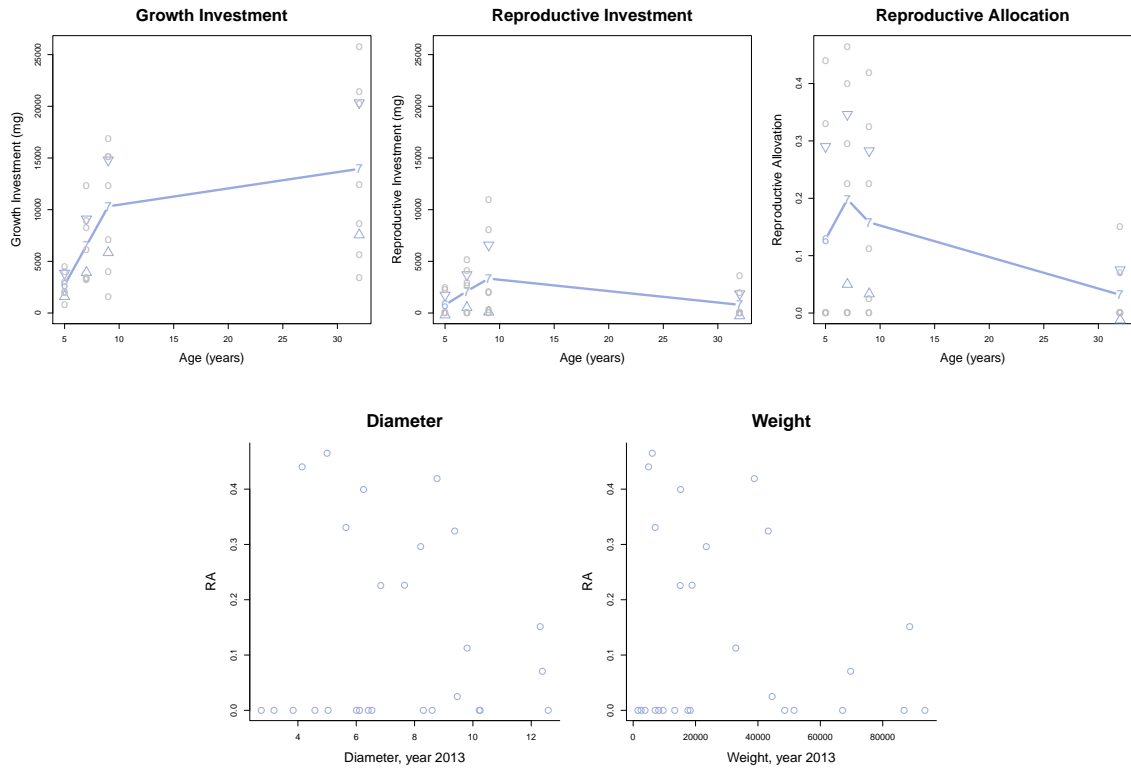 Growth Investment
Growth Investment (mg)
0 5000 10000 15000 20000 25000
6 7 7 7
5 10 15 20 25 30
Age (years)
Reproductive Investment
Reproductive Investment (mg)
0 5000 10000 15000 20000 25000
6 7 7 7
5 10 15 20 25 30
Age (years)
Reproductive Allocation
Reproductive Allovation
0.0 0.1 0.2 0.3 0.4
6 7 7 7
5 10 15 20 25 30
Age (years)
Diameter
RA
0.0 0.1 0.2 0.3 0.4
4 6 8 10 12
Diameter, year 2013
Weight
RA
0.0 0.1 0.2 0.3 0.4
0 20000 40000 60000 80000
Weight, year 2013